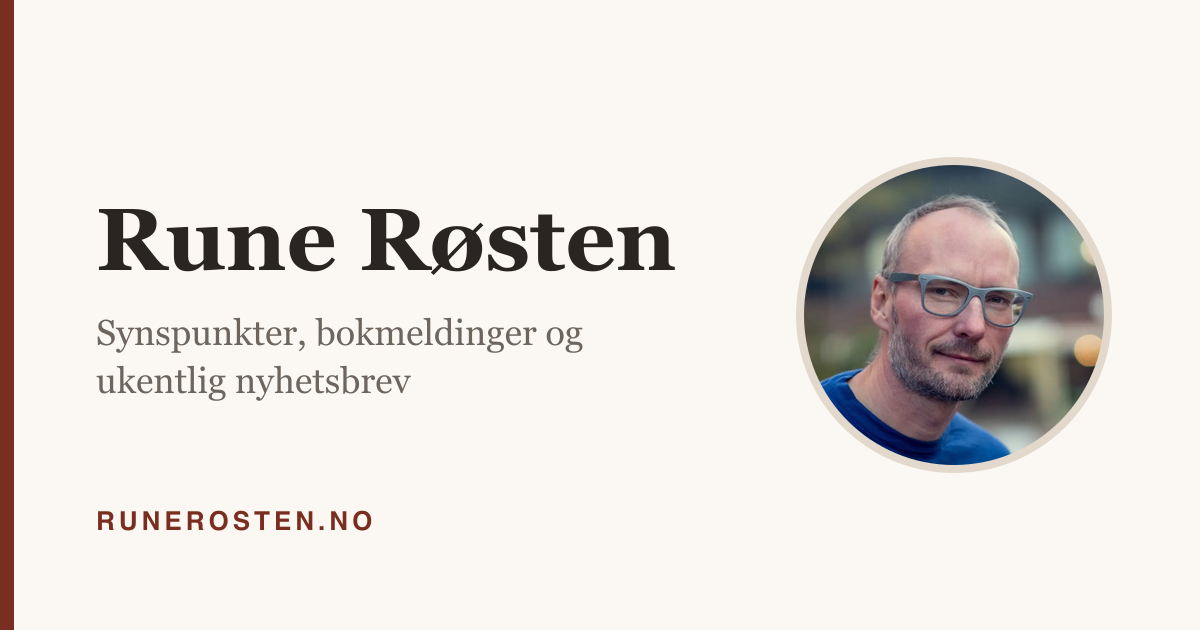 Rune Røsten
Synspunkter, bokmeldinger og
ukentlig nyhetsbrev
RUNEROSTEN.NO